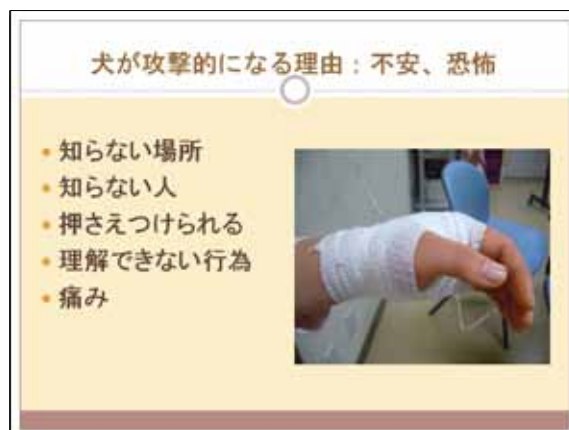 犬が攻撃的になる理由：不安、恐怖
• 知らない場所
• 知らない人
• 押さえつけられる
• 理解できない行為
• 痛み